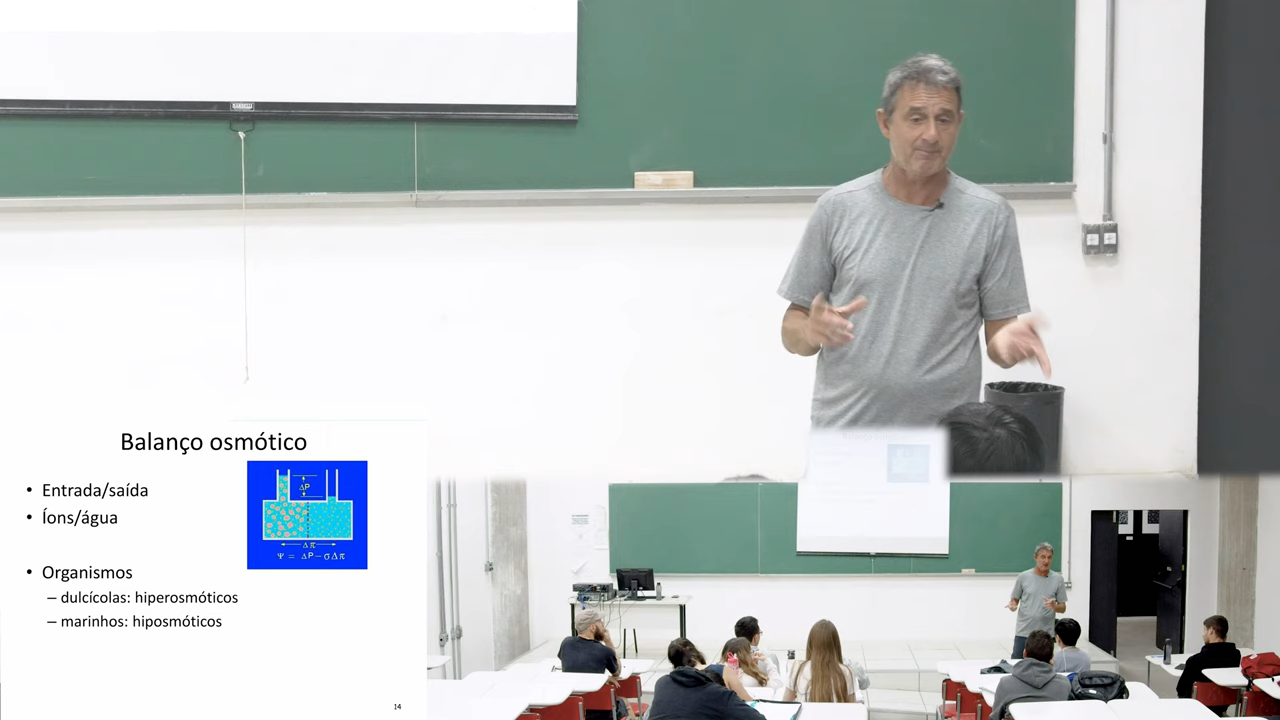 Balanço osmótico
• Entrada/saída
• Íons/água
• Organismos
– dulcícolas: hiperosmóticos
– marinhos: hiposmóticos
ΔP
Δπ
Ψ = ΔP – σΔπ
14